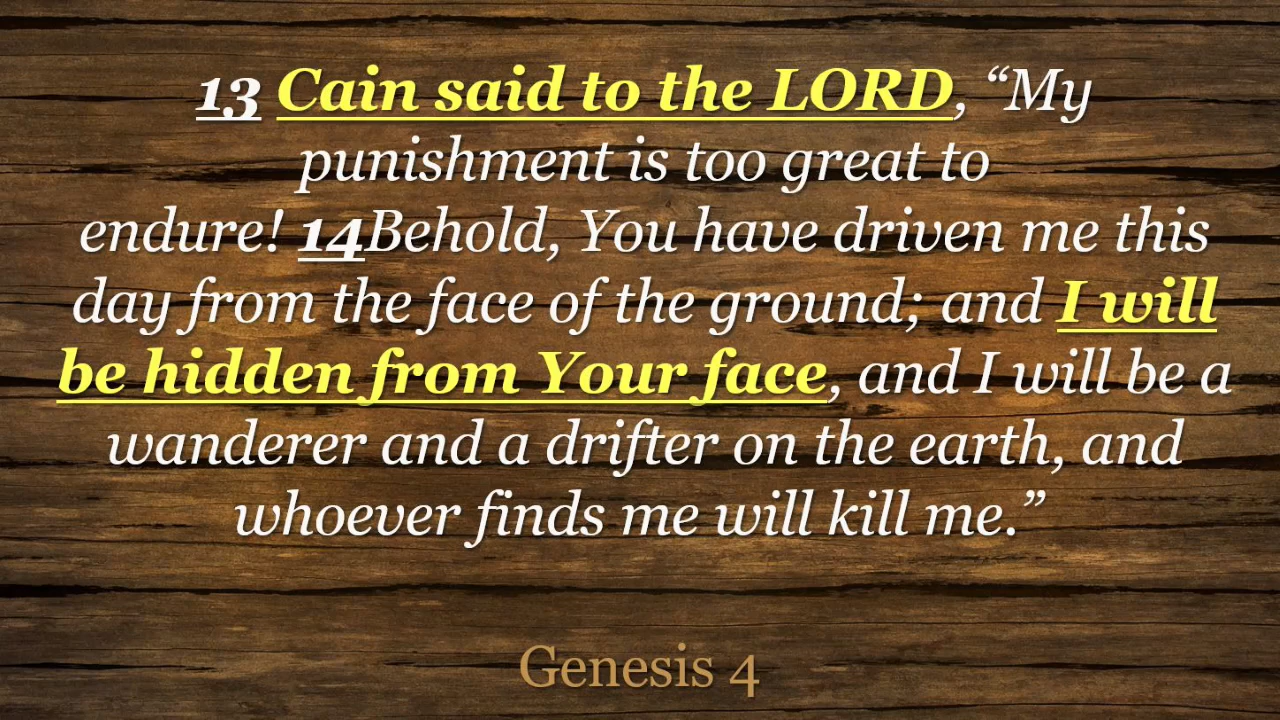 13 Cain said to the LORD, “My
punishment is too great to
endure! 14Behold, You have driven me this
day from the face of the ground; and I will
be hidden from Your face, and I will be a
wanderer and a drifter on the earth, and
whoever finds me will kill me.”
Genesis 4